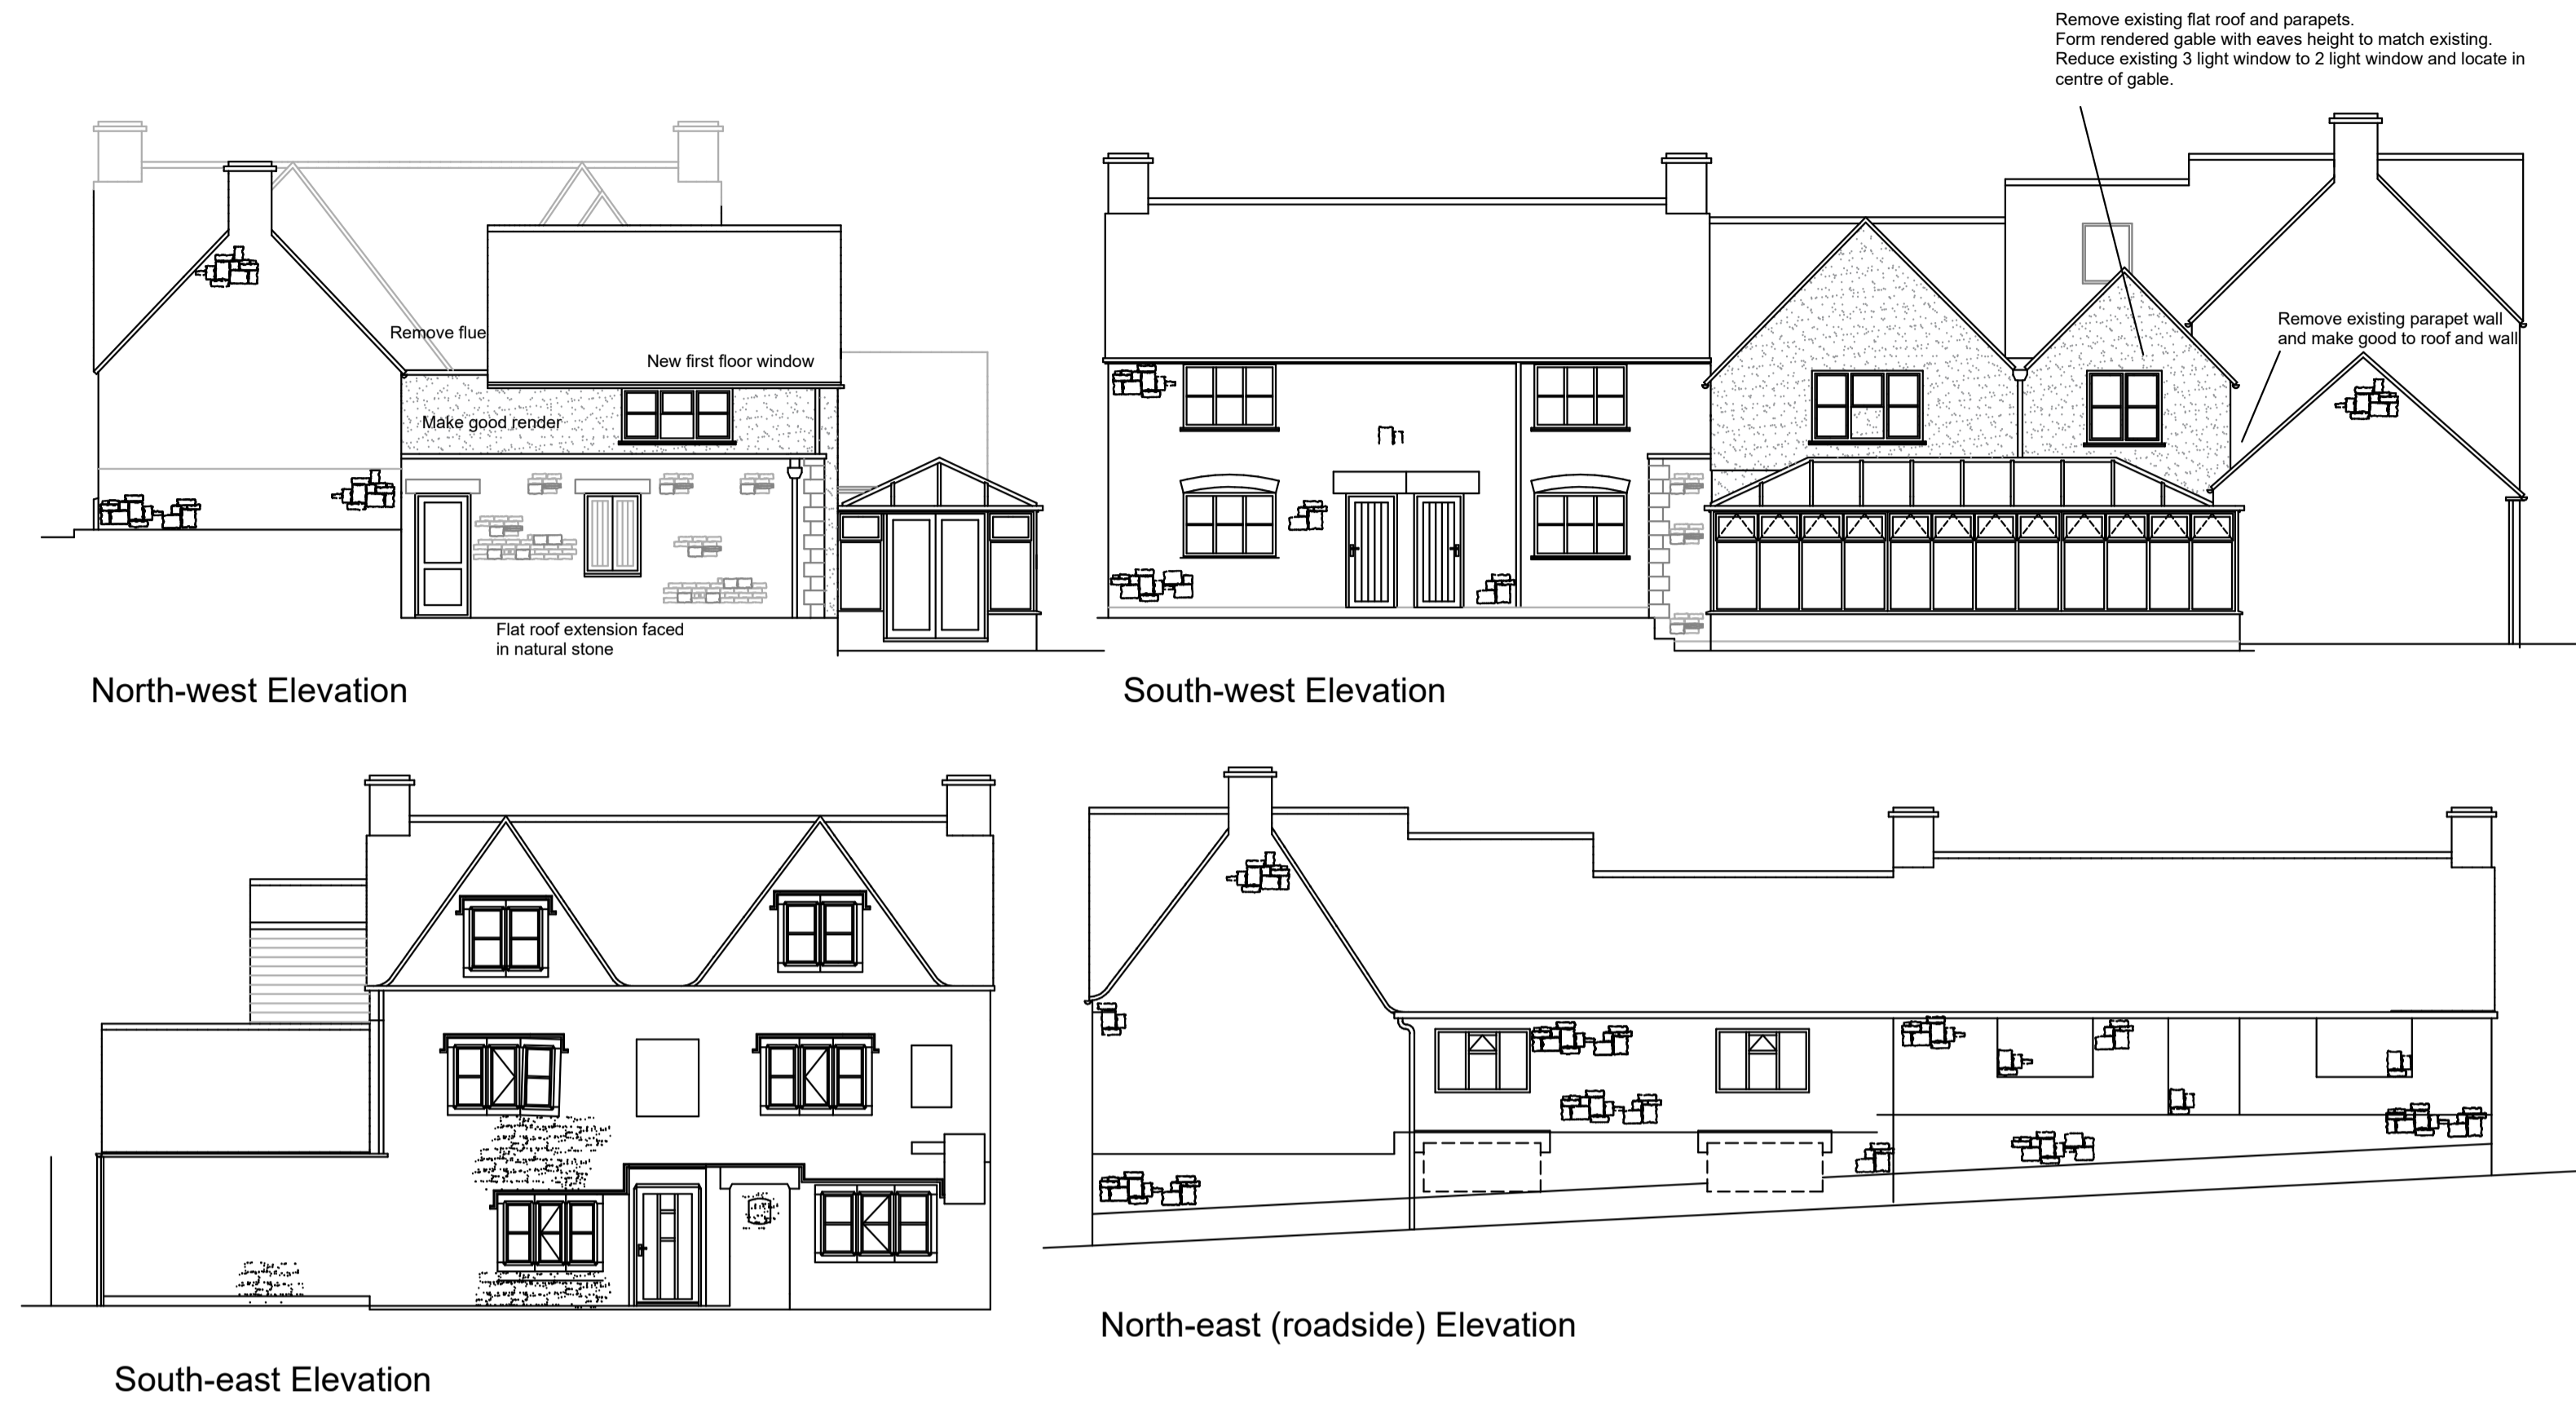 Remove existing flat roof and parapets.
Form rendered gable with eaves height to match existing.
Reduce existing 3 light window to 2 light window and locate in
centre of gable.
Remove flue
New first floor window
Make good render
Flat roof extension faced
in natural stone
Remove existing parapet wall
and make good to roof and wall
North-west Elevation
South-west Elevation
South-east Elevation
North-east (roadside) Elevation